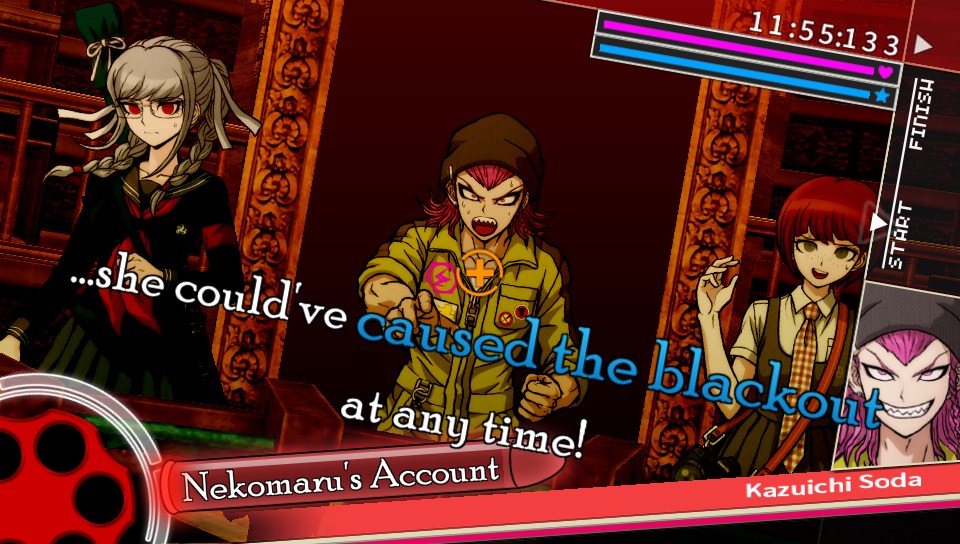 11:55:133
FINISH
START
...she could've caused the blackout
at any time!
Nekomaru's Account
Kazuichi Soda